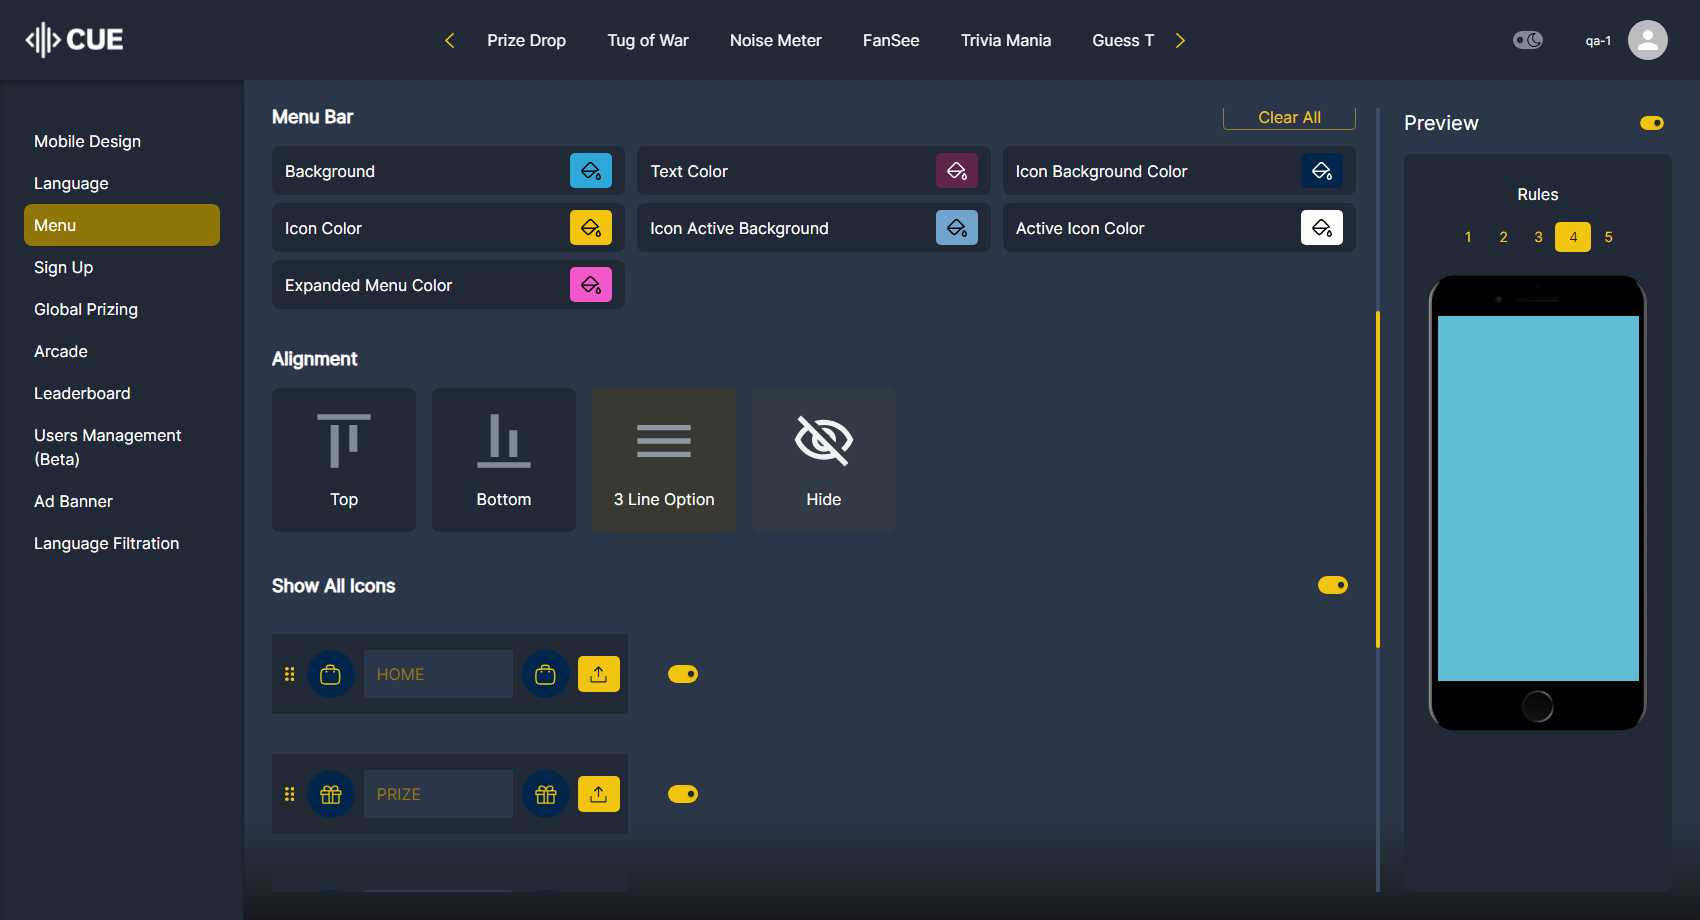 CUE
Prize Drop
Tug of War
Noise Meter
FanSee
Trivia Mania
Guess T
qa-1
Mobile Design
Language
Menu
Sign Up
Global Prizing
Arcade
Leaderboard
Users Management
(Beta)
Ad Banner
Language Filtration
Menu Bar
Clear All
Background
Text Color
Icon Background Color
Icon Color
Icon Active Background
Active Icon Color
Expanded Menu Color
Alignment
Top
Bottom
3 Line Option
Hide
Show All Icons
HOME
PRIZE
Preview
Rules
1 2 3 4 5